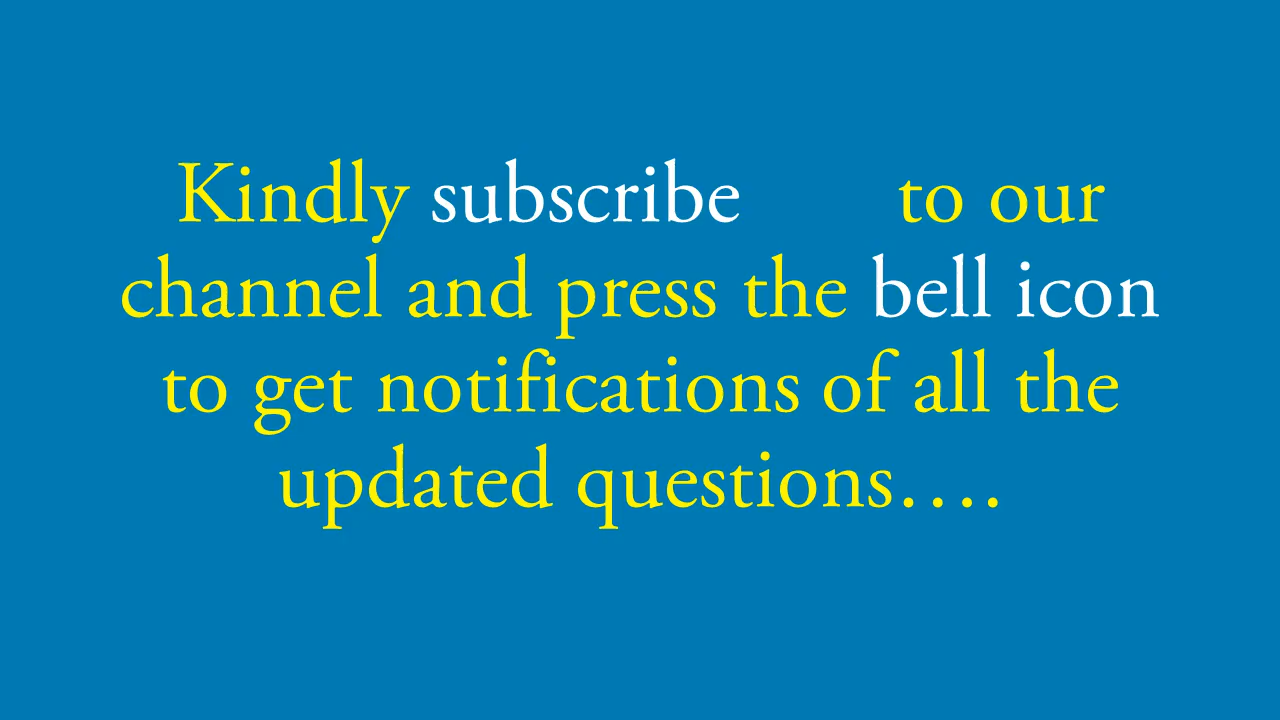 Kindly subscribe to our
channel and press the bell icon
to get notifications of all the
updated questions....